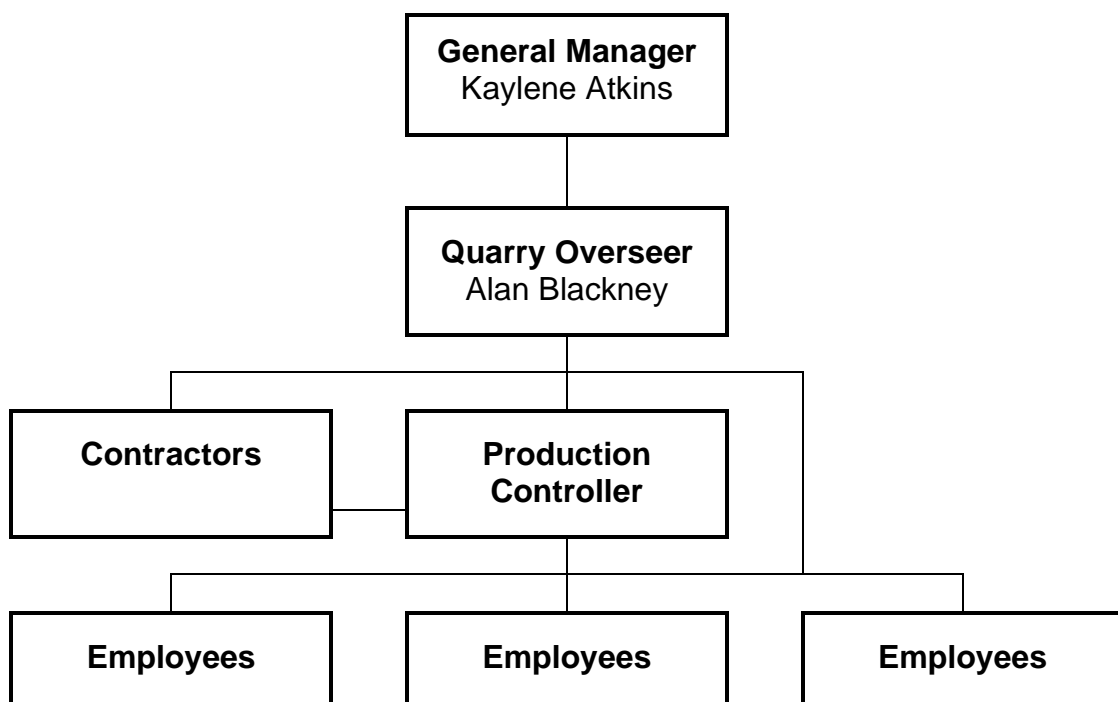 General Manager
Kaylene Atkins
Quarry Overseer
Alan Blackney
Contractors
Production
Controller
Employees
Employees
Employees